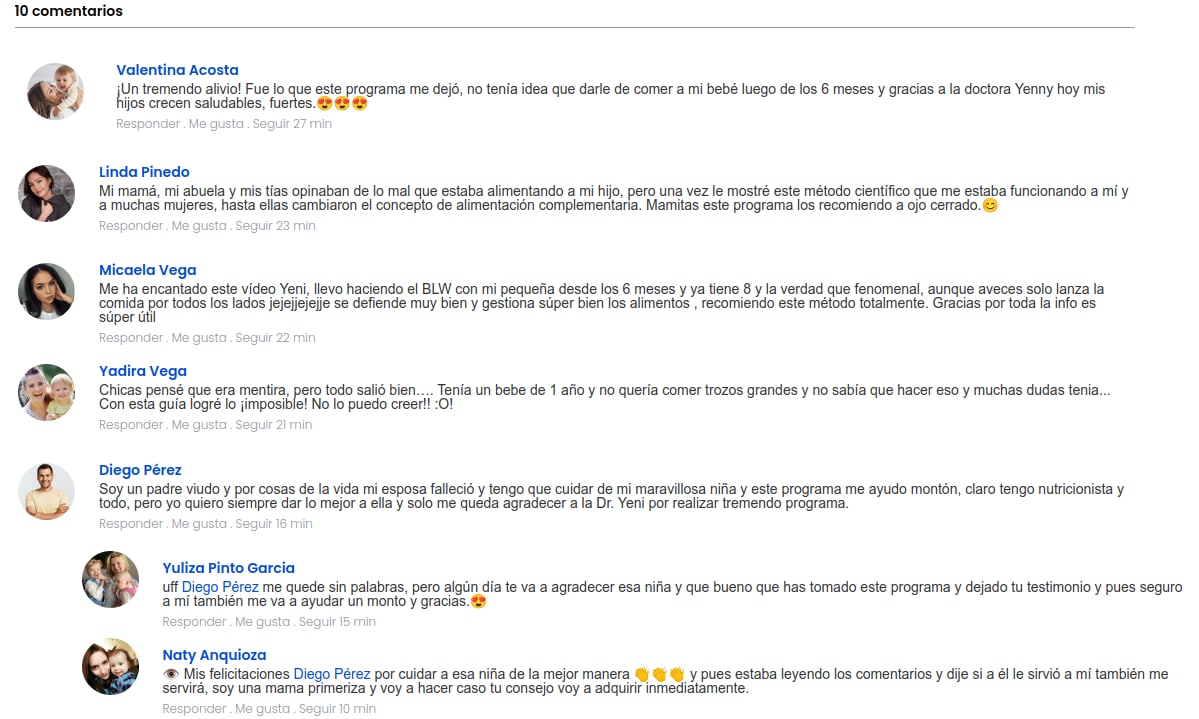 10 comentarios
Valentina Acosta
¡Un tremendo alivio! Fue lo que este programa me dejó, no tenía idea que darle de comer a mi bebé luego de los 6 meses y gracias a la doctora Yenny hoy mis
hijos crecen saludables, fuertes.😍😍😍
Responder . Me gusta . Seguir 27 min
Linda Pinedo
Mi mamá, mi abuela y mis tías opinaban de lo mal que estaba alimentando a mi hijo, pero una vez le mostré este método científico que me estaba funcionando a mí y
a muchas mujeres, hasta ellas cambiaron el concepto de alimentación complementaria. Mamitas este programa los recomiendo a ojo cerrado.😊
Responder . Me gusta . Seguir 23 min
Micaela Vega
Me ha encantado este vídeo Yeni, llevo haciendo el BLW con mi pequeña desde los 6 meses y ya tiene 8 y la verdad que fenomenal, aunque aveces solo lanza la
comida por todos los lados jejejjejejje se defiende muy bien y gestiona súper bien los alimentos , recomiendo este método totalmente. Gracias por toda la info es
súper útil
Responder . Me gusta . Seguir 22 min
Yadira Vega
Chicas pensé que era mentira, pero todo salió bien…. Tenía un bebe de 1 año y no quería comer trozos grandes y no sabía que hacer eso y muchas dudas tenia...
Con esta guía logré lo ¡imposible! No lo puedo creer!! :O!
Responder . Me gusta . Seguir 21 min
Diego Pérez
Soy un padre viudo y por cosas de la vida mi esposa falleció y tengo que cuidar de mi maravillosa niña y este programa me ayudo montón, claro tengo nutricionista y
todo, pero yo quiero siempre dar lo mejor a ella y solo me queda agradecer a la Dr. Yeni por realizar tremendo programa.
Responder . Me gusta . Seguir 16 min
Yuliza Pinto Garcia
uff Diego Pérez me quede sin palabras, pero algún día te va a agradecer esa niña y que bueno que has tomado este programa y dejado tu testimonio y pues seguro
a mí también me va a ayudar un monto y gracias.😍
Responder . Me gusta . Seguir 15 min
Naty Anquioza
👁 Mis felicitaciones Diego Pérez por cuidar a esa niña de la mejor manera 👏👏👏 y pues estaba leyendo los comentarios y dije si a él le sirvió a mí también me
servirá, soy una mama primeriza y voy a hacer caso tu consejo voy a adquirir inmediatamente.
Responder . Me gusta . Seguir 10 min